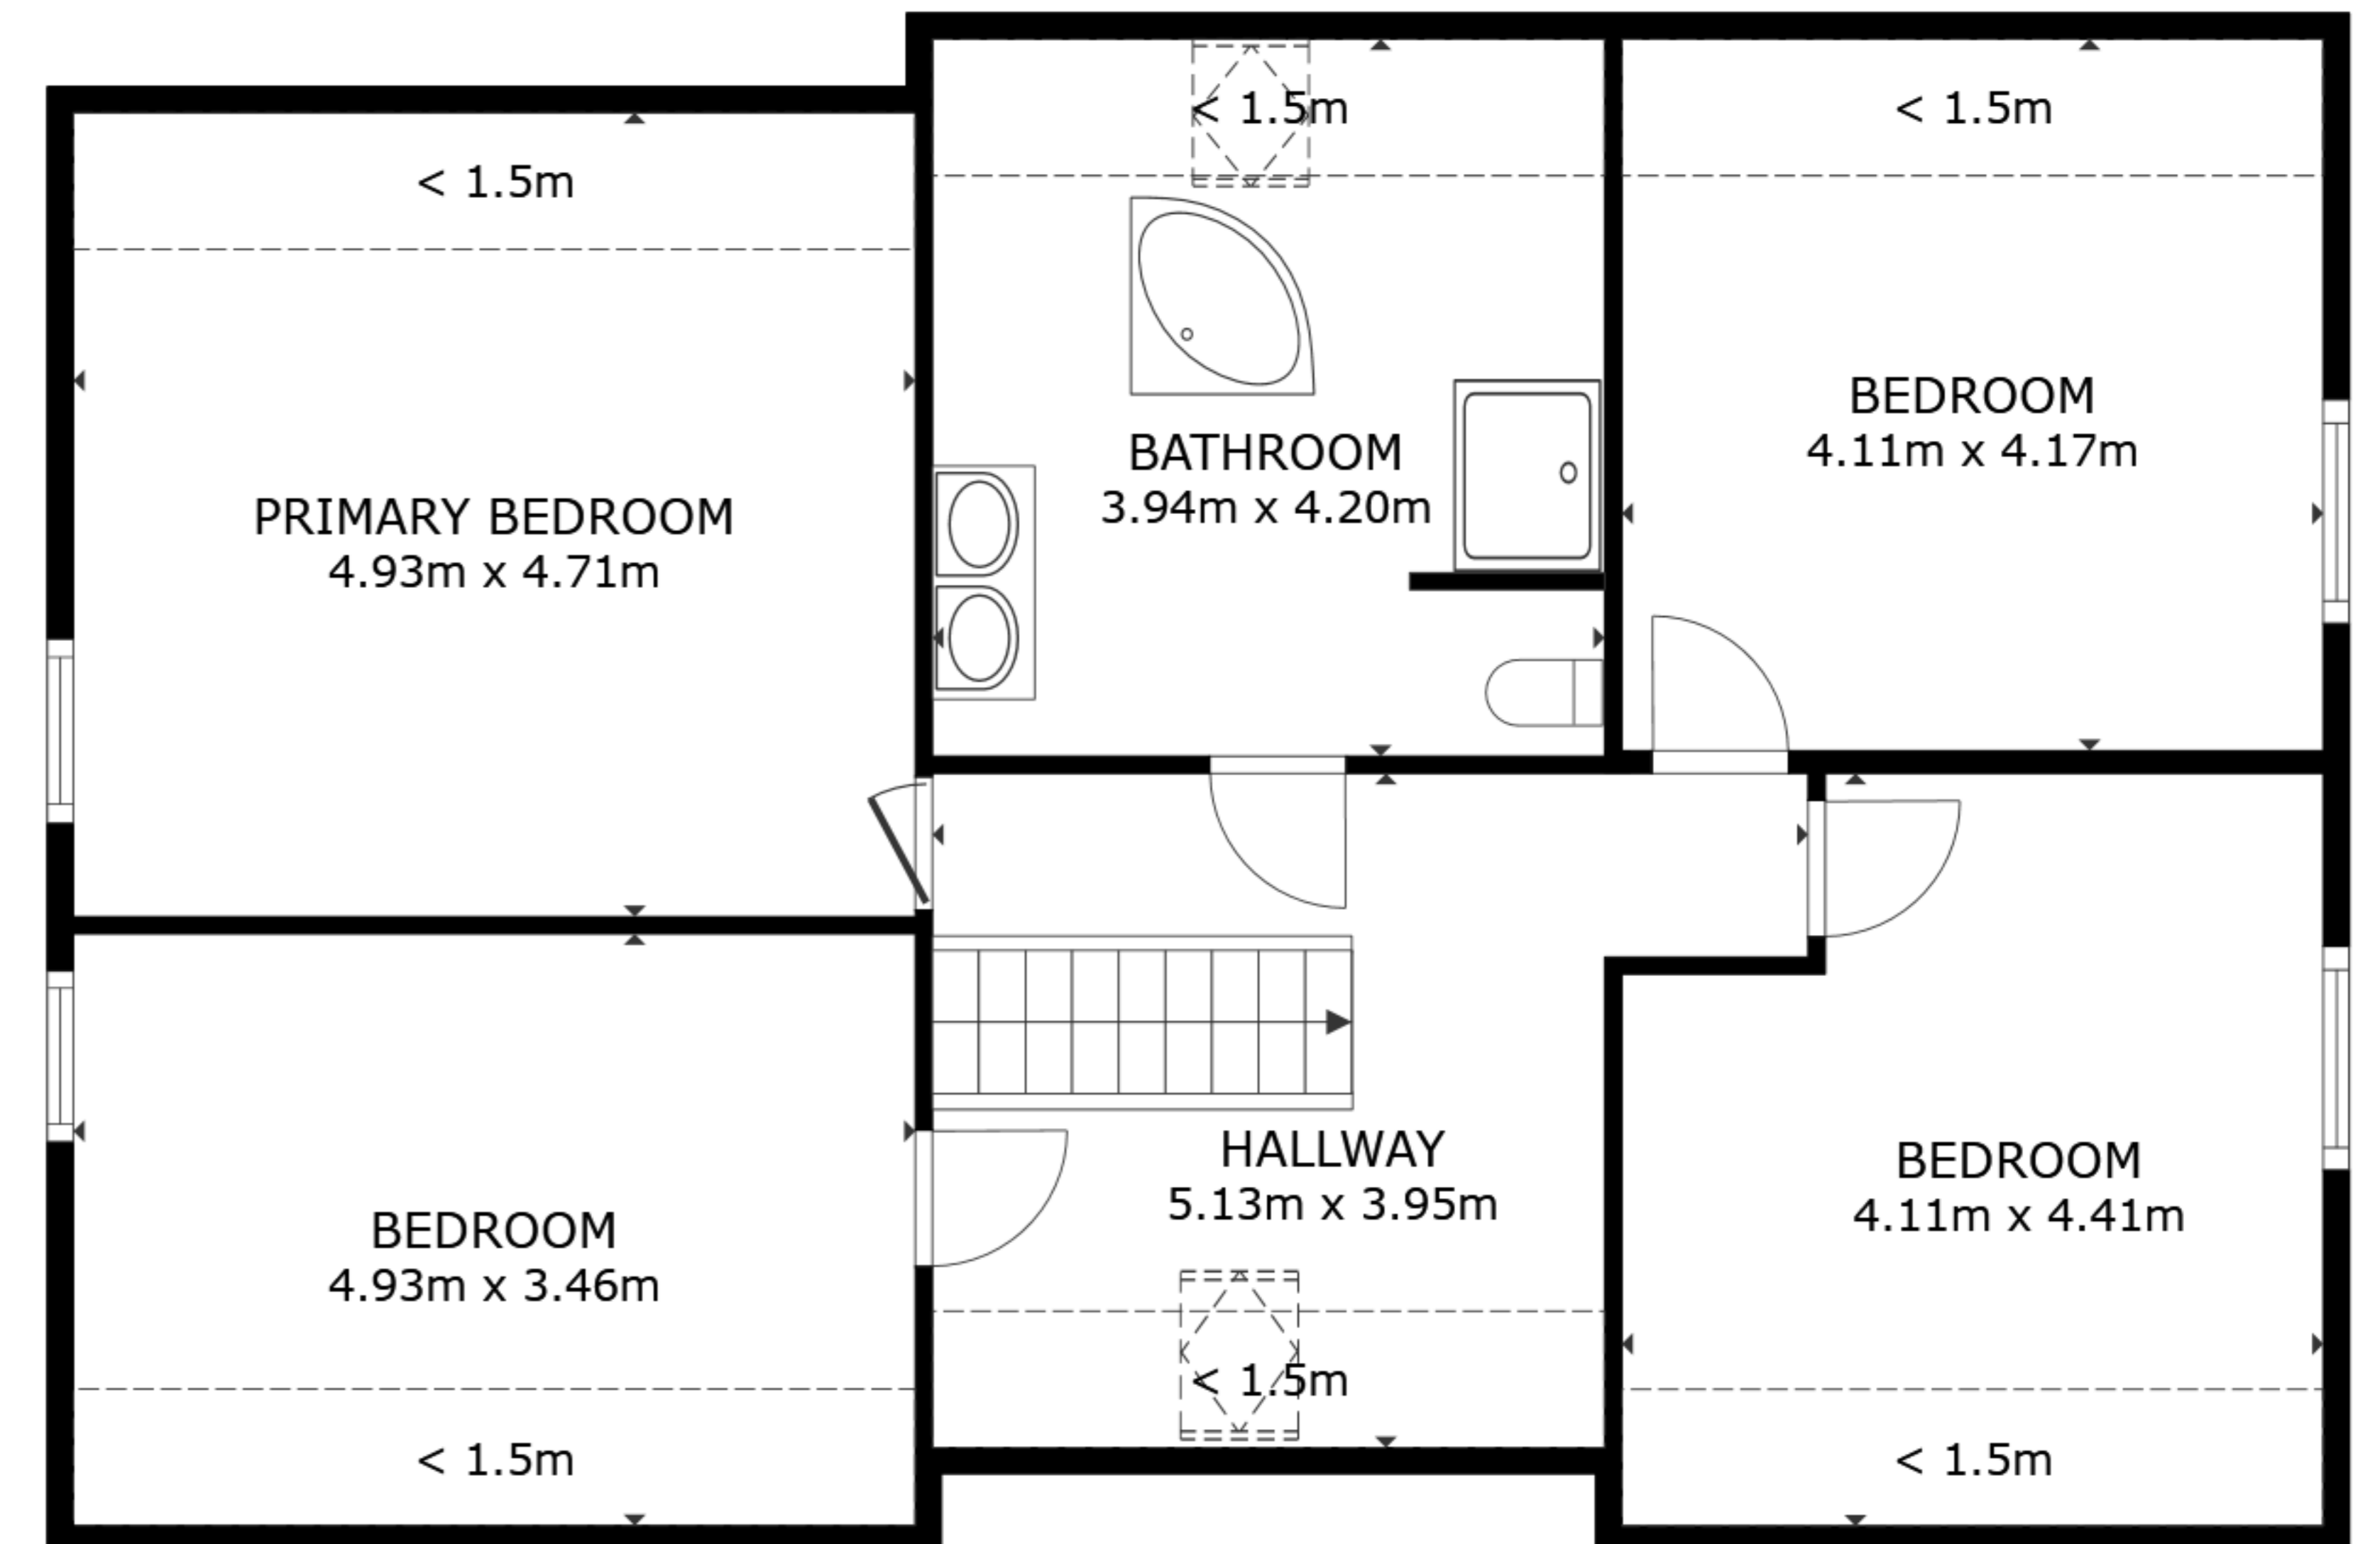 < 1.5m
< 1.5m
< 1.5m
PRIMARY BEDROOM
4.93m x 4.71m
BATHROOM
3.94m x 4.20m
BEDROOM
4.11m x 4.17m
BEDROOM
4.93m x 3.46m
HALLWAY
5.13m x 3.95m
BEDROOM
4.11m x 4.41m
< 1.5m
< 1.5m
< 1.5m